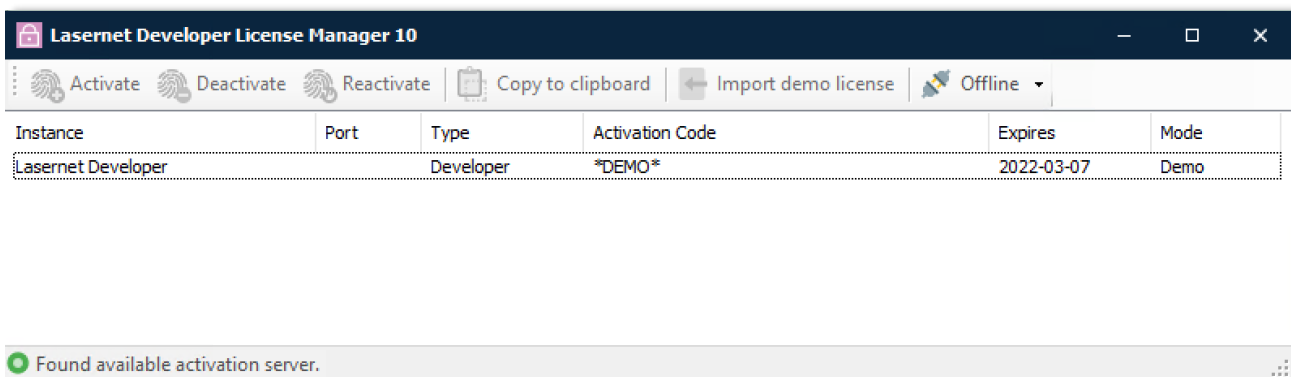 Lasernet Developer License Manager 10
Activate Deactivate Reactivate Copy to clipboard Import demo license Offline
Instance Port Type Activation Code Expires Mode
Lasernet Developer Developer *DEMO* 2022-03-07 Demo
Found available activation server.